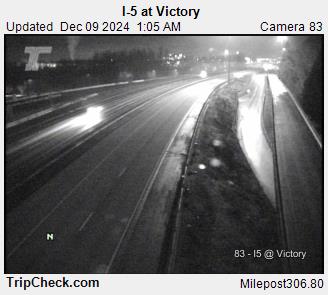 I-5 at Victory
Updated Dec 09 2024 1:05 AM Camera 83
T
N
83 - I5 @ Victory
TripCheck.com Milepost306.80